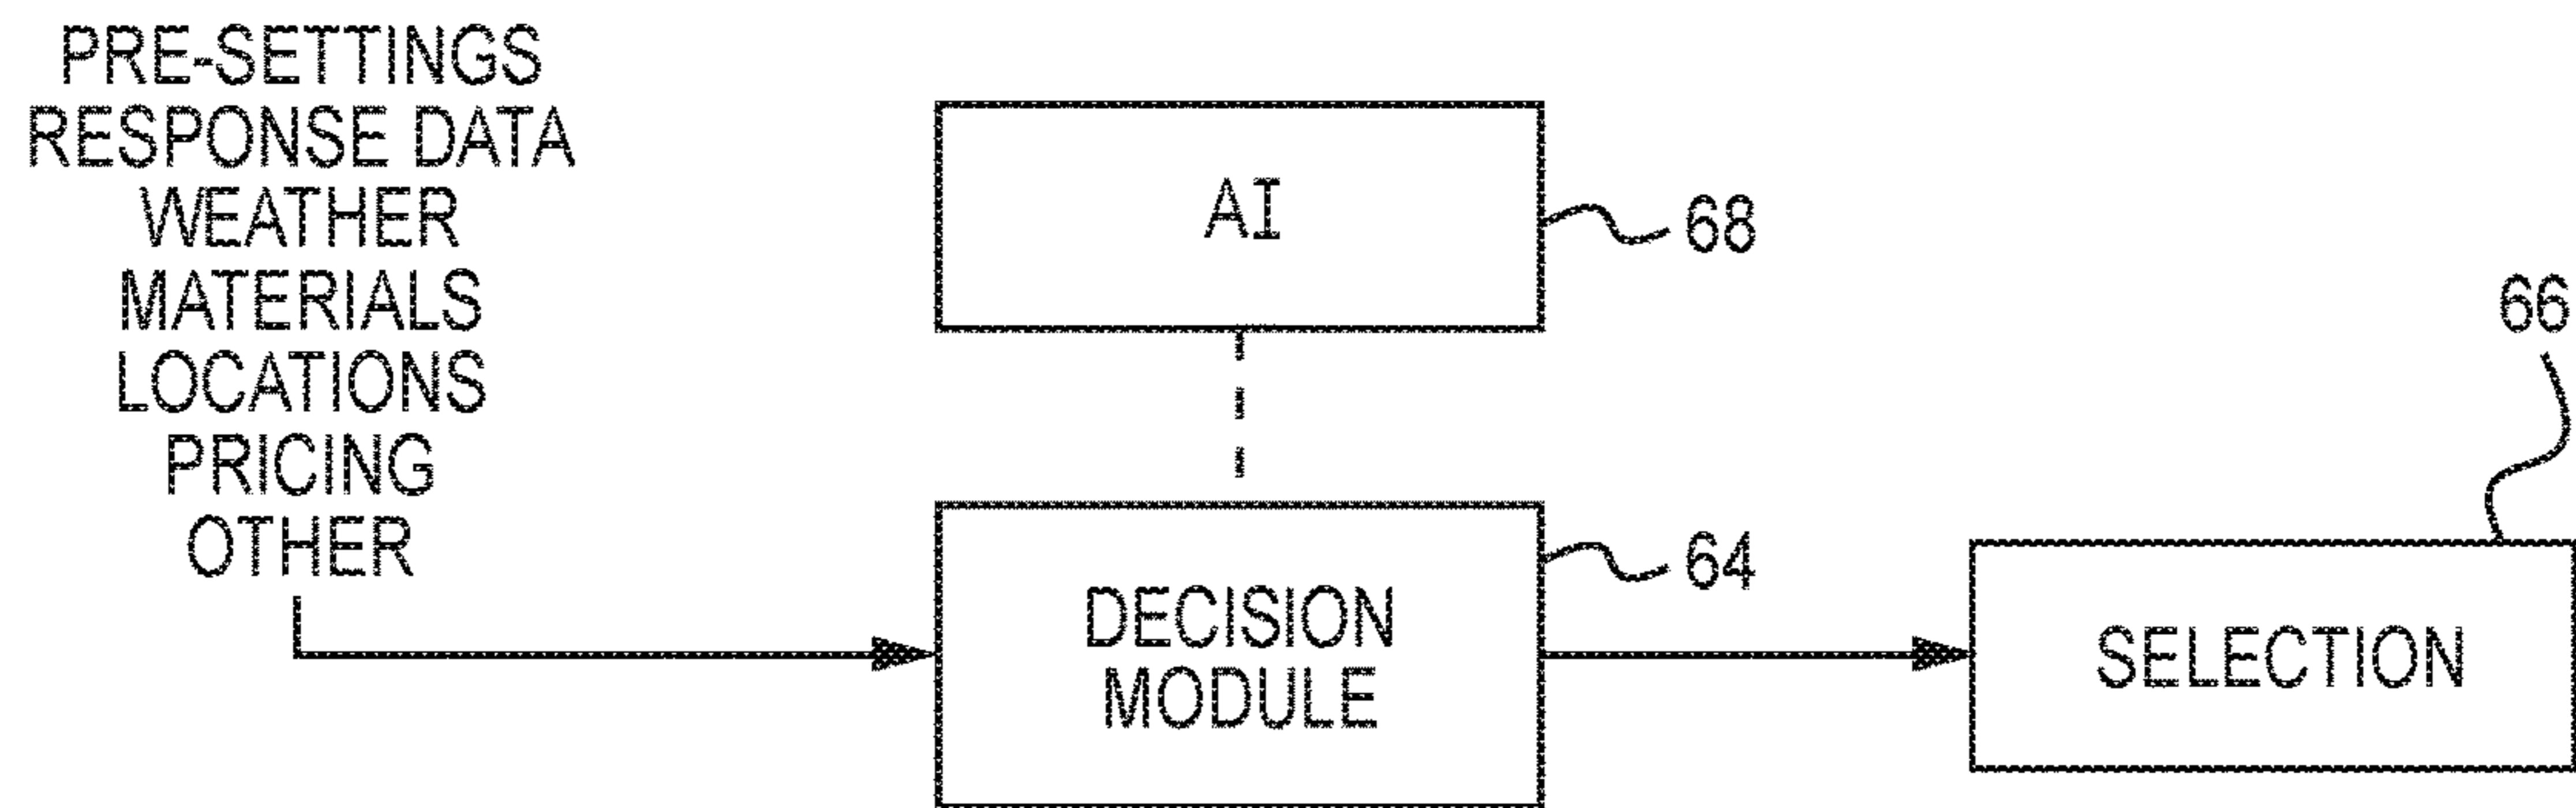 PRE-SETTINGS
RESPONSE DATA
WEATHER
MATERIALS
LOCATIONS
PRICING
OTHER
AI
68
66
64
DECISION
MODULE
SELECTION